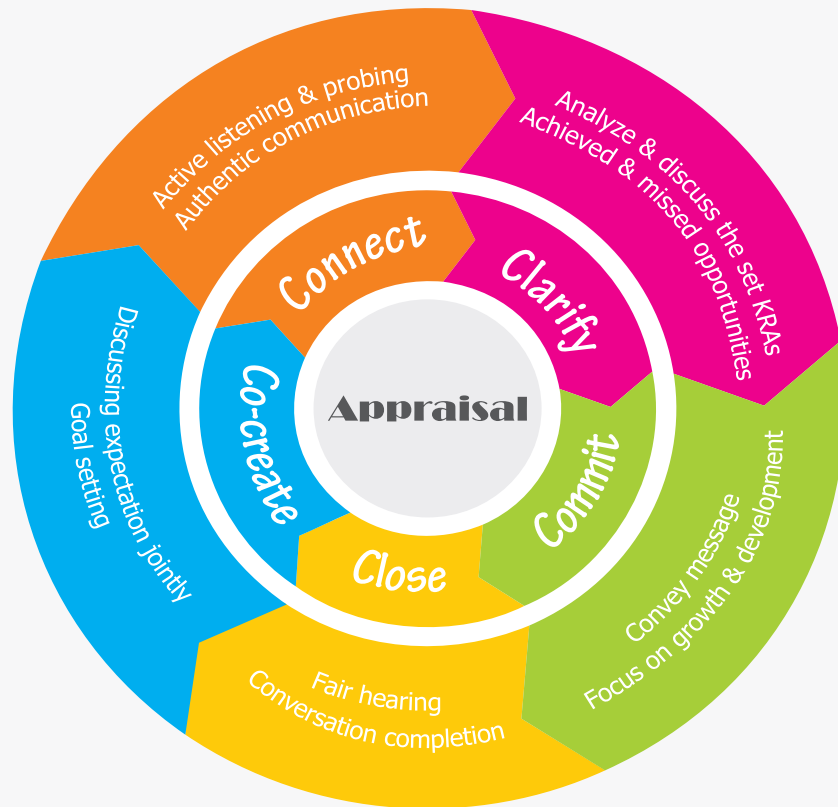 Active listening & probing
Authentic communication
Connect
Analyze & discuss the set KRAs
Achieved & missed opportunities
Clarify
Convey message
Focus on growth & development
Commit
Fair hearing
Conversation completion
Close
Discussing expectation jointly
Goal setting
Co-create
Appraisal